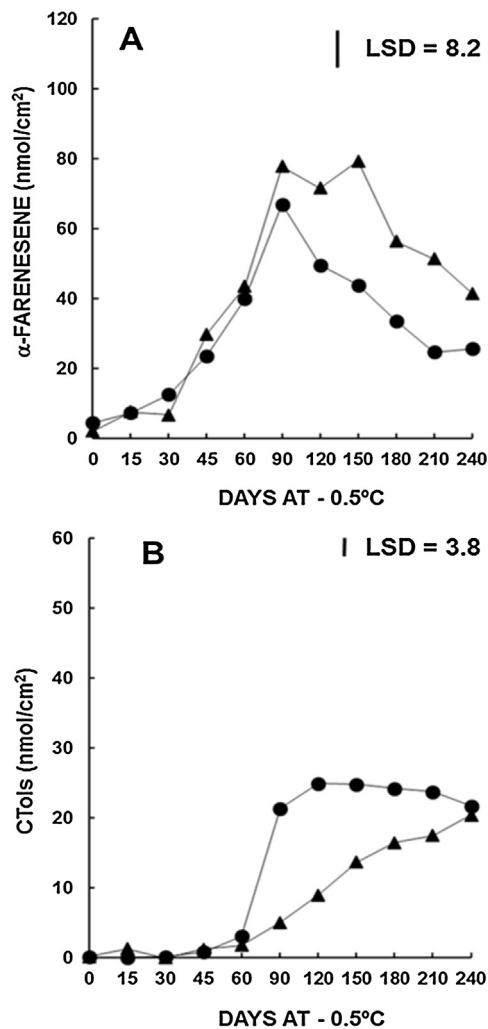 A
LSD = 8.2
α-FARENESENE (nmol/cm²)
120
100
80
60
40
20
0
0 15 30 45 60 90 120 150 180 210 240
DAYS AT - 0.5ºC
B
LSD = 3.8
CTols (nmol/cm²)
60
50
40
30
20
10
0
0 15 30 45 60 90 120 150 180 210 240
DAYS AT - 0.5ºC